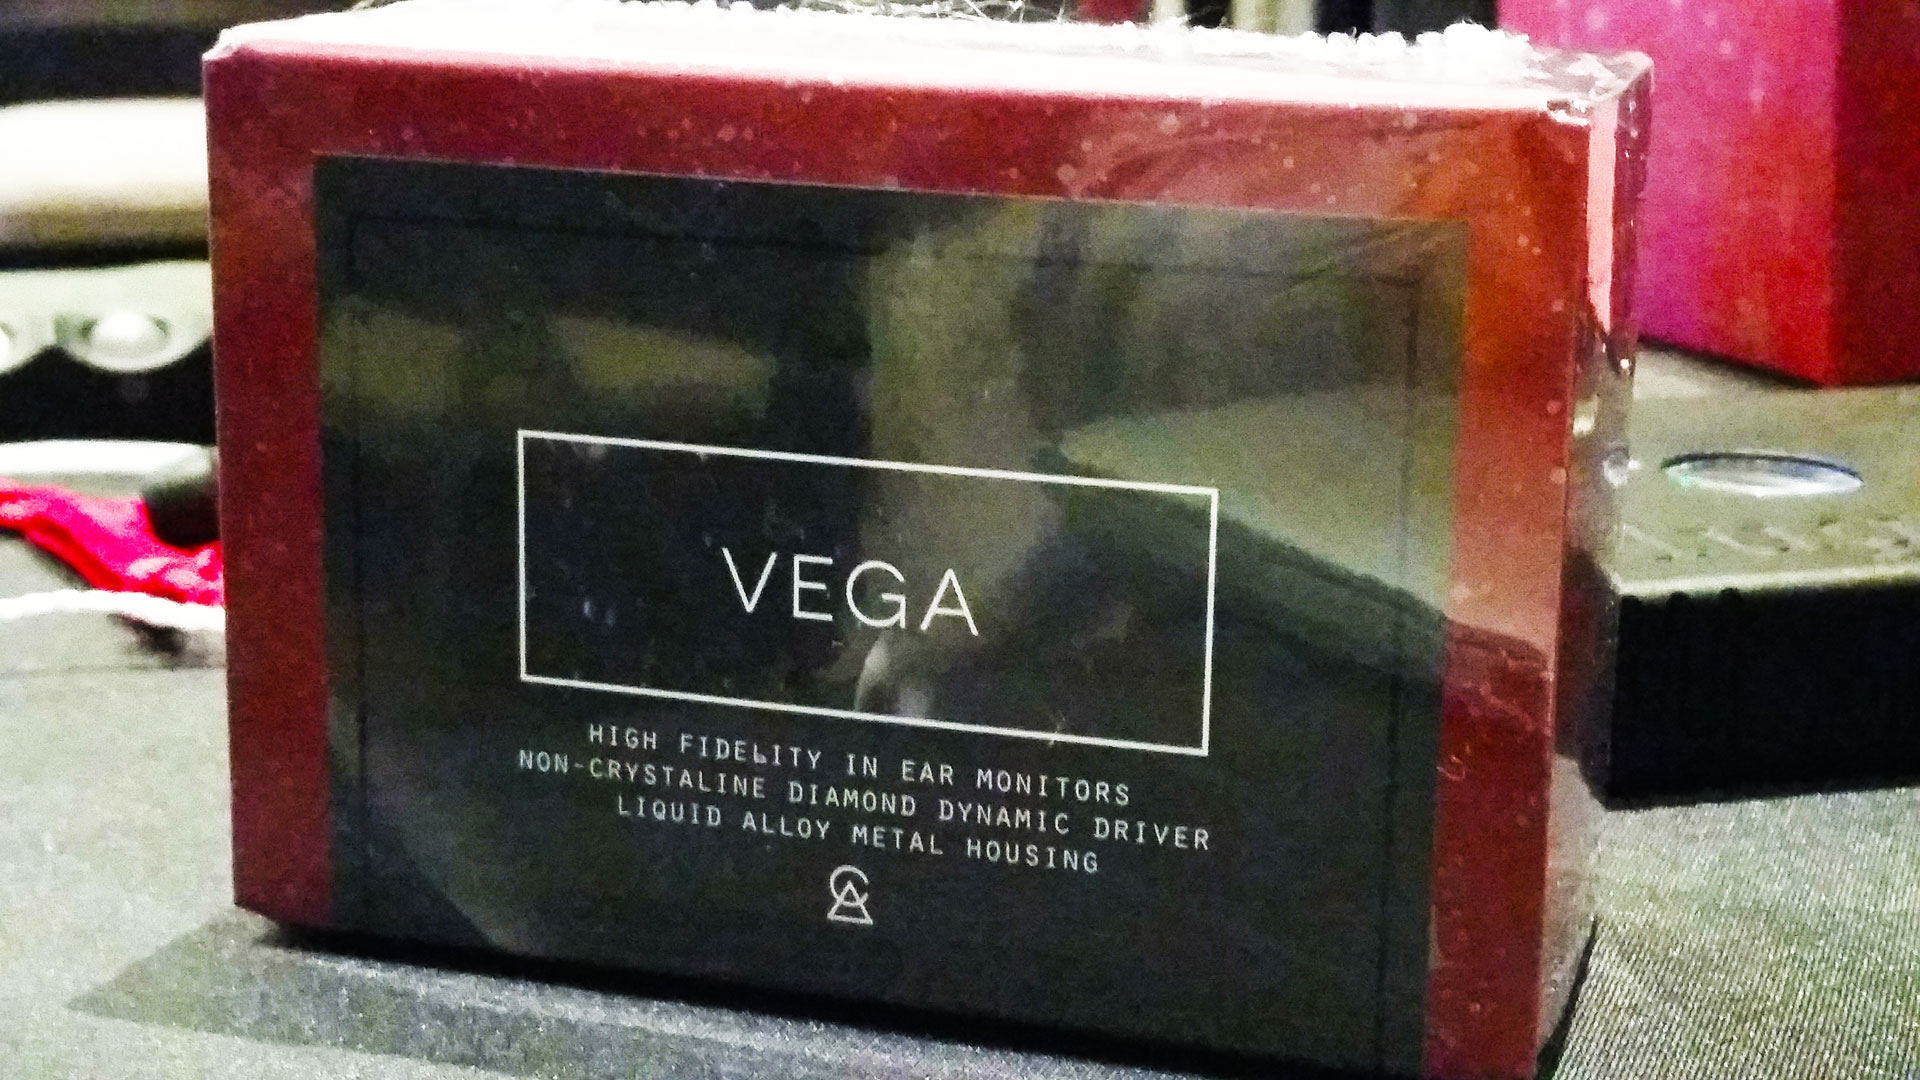 VEGA
HIGH FIDELITY IN EAR MONITORS
NON-CRYSTALINE DIAMOND DYNAMIC DRIVER
LIQUID ALLOY METAL HOUSING